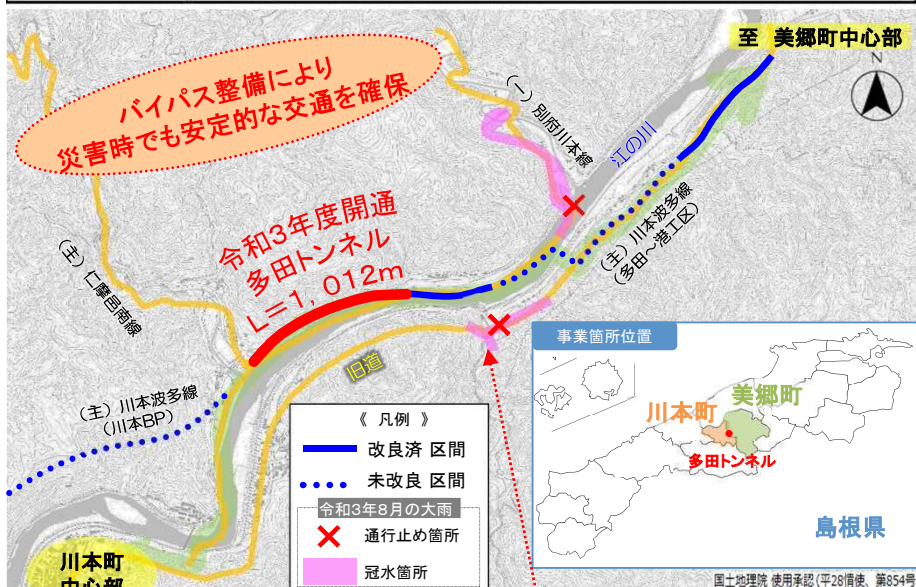 至 美郷町中心部
N
バイパス整備により
災害時でも安定的な交通を確保
(一)別府川本線
江の川
令和3年度開通
多田トンネル
L=1,012m
(主)川本波多線
(多田~港工区)
(主)仁摩邑南線
旧道
(主)川本波多線
(川本BP)
川本町
中心部
《 凡例 》
改良済 区間
未改良 区間
令和3年8月の大雨
通行止め箇所
冠水箇所
事業箇所位置
美郷町
川本町
多田トンネル
島根県
国土地理院 使用承認(平28情使、第854号